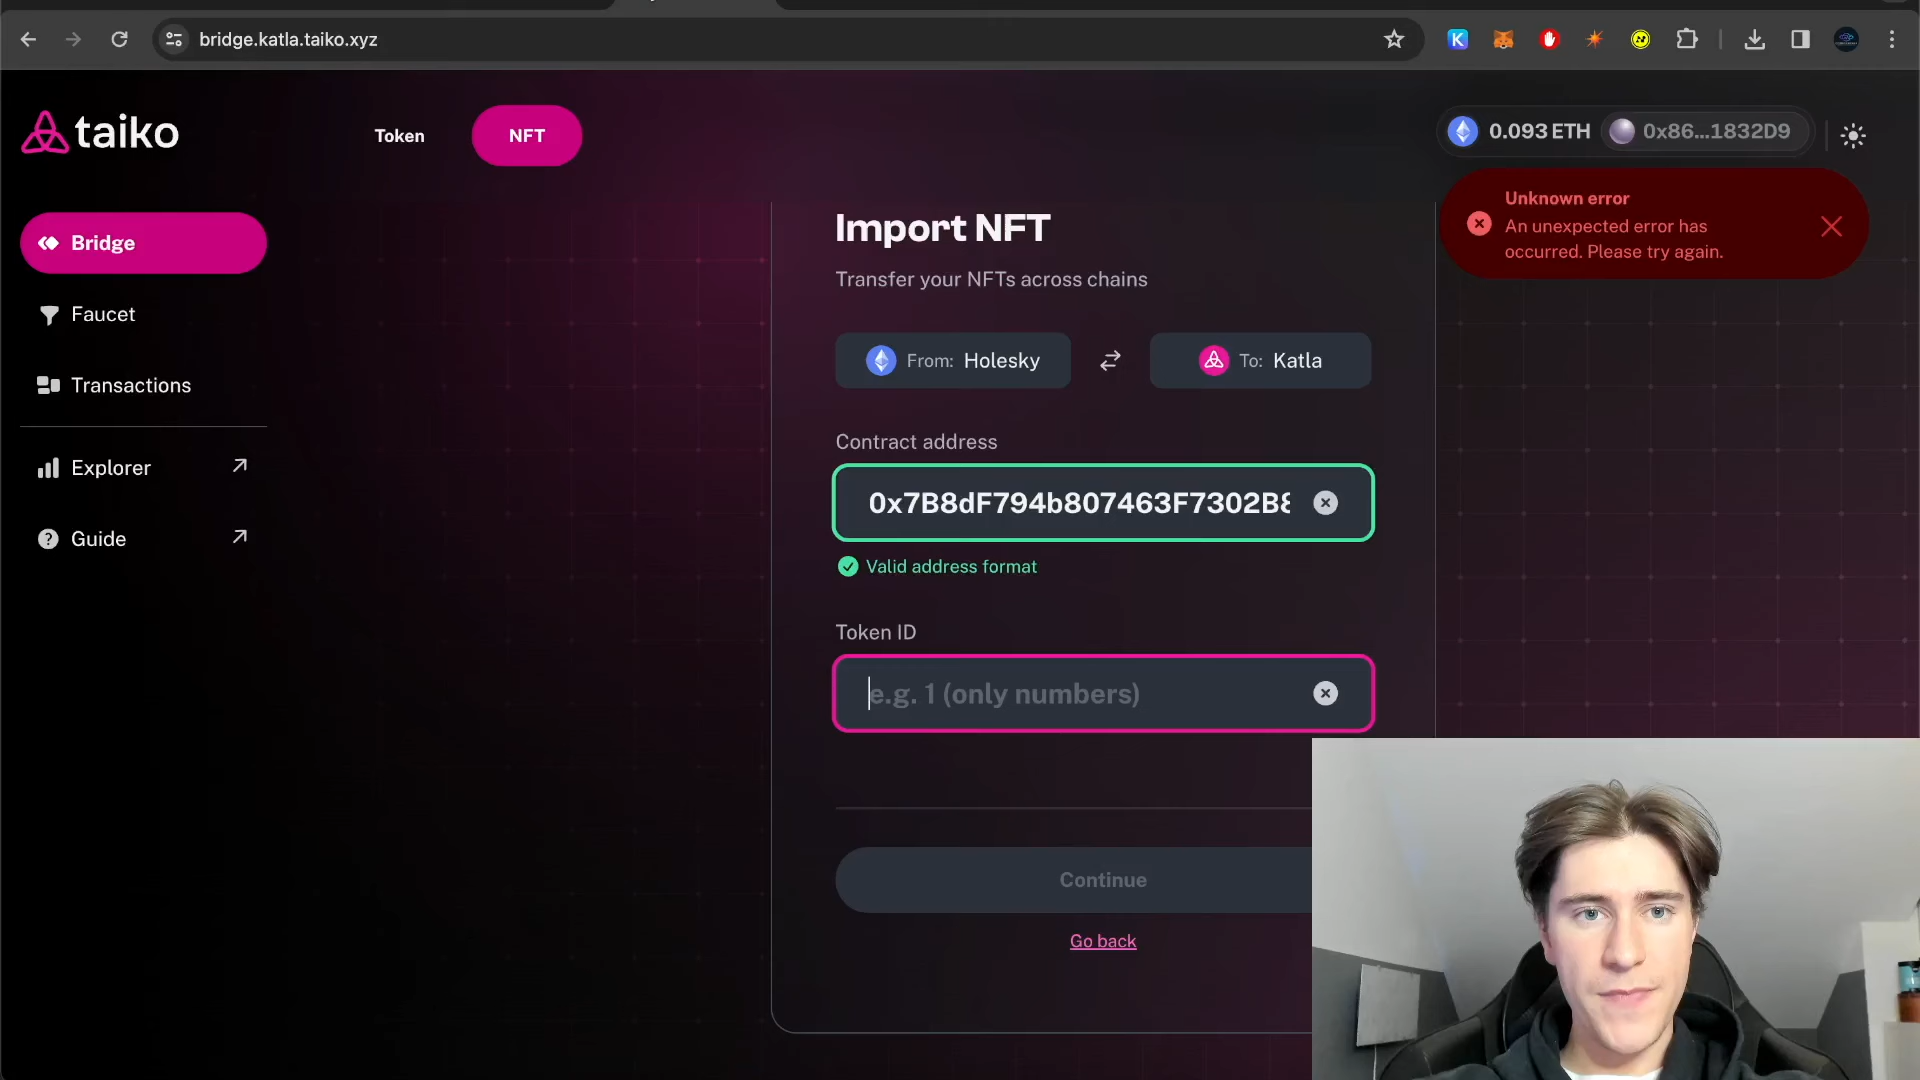 bridge.katla.taiko.xyz
K
taiko
Token
NFT
0.093 ETH
0x86...1832D9
Unknown error
An unexpected error has
occurred. Please try again.
Bridge
Faucet
Transactions
Explorer
Guide
Import NFT
Transfer your NFTs across chains
From: Holesky
To: Katla
Contract address
0x7B8dF794b807463F7302B8
Valid address format
Token ID
e.g. 1 (only numbers)
Continue
Go back